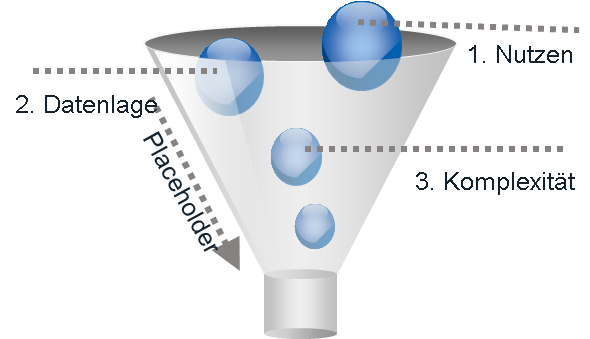 1. Nutzen
2. Datenlage
Placeholder
3. Komplexität